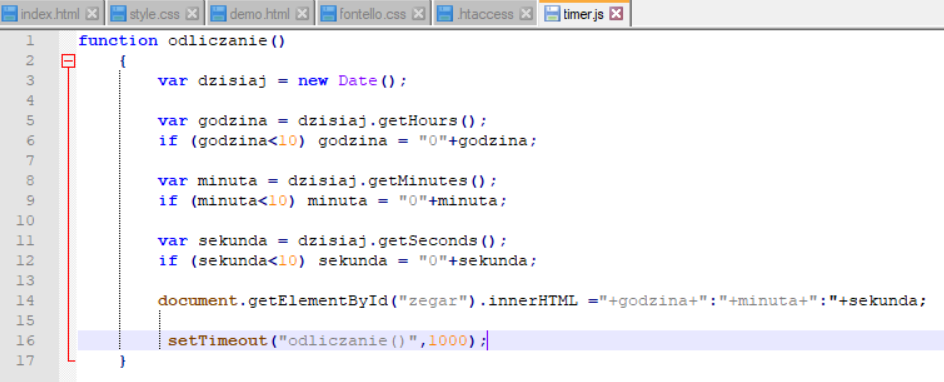 index.html style.css demo.html fontello.css .htaccess timer.js
1 function odliczanie()
2 {
3 var dzisiaj = new Date();
4
5 var godzina = dzisiaj.getHours();
6 if (godzina<10) godzina = "0"+godzina;
7
8 var minuta = dzisiaj.getMinutes();
9 if (minuta<10) minuta = "0"+minuta;
10
11 var sekunda = dzisiaj.getSeconds();
12 if (sekunda<10) sekunda = "0"+sekunda;
13
14 document.getElementById("zegar").innerHTML ="+godzina+":"+minuta+":"+sekunda;
15
16 setTimeout("odliczanie()",1000);
17 }